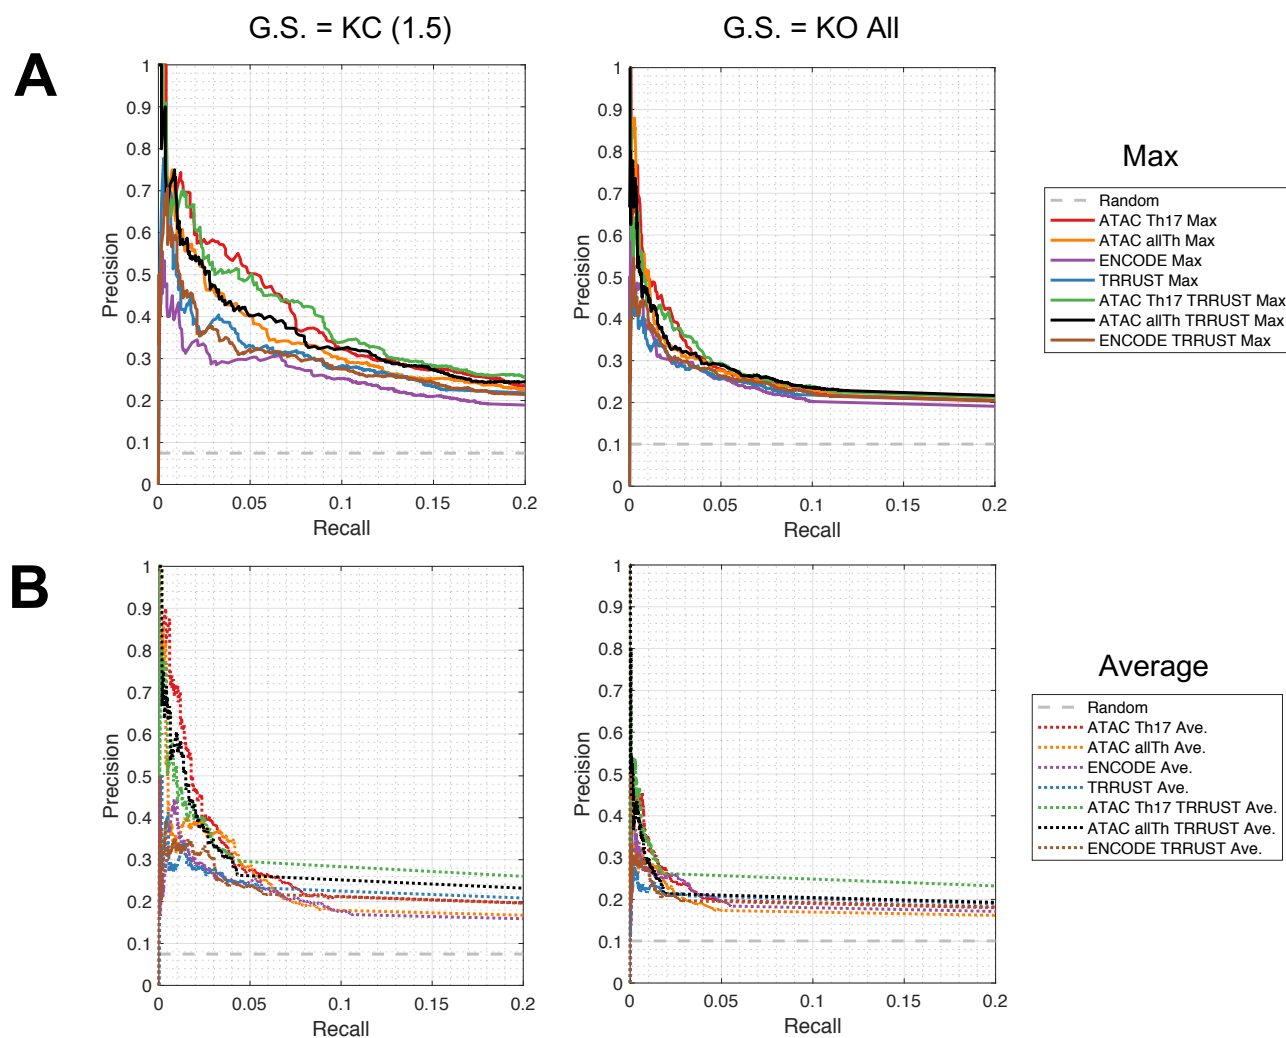 G.S. = KC (1.5)
G.S. = KO All
A
1
0.9
0.8
0.7
0.6
0.5
0.4
0.3
0.2
0.1
0
Precision
0
0.05
0.1
0.15
0.2
Recall
1
0.9
0.8
0.7
0.6
0.5
0.4
0.3
0.2
0.1
0
Precision
0
0.05
0.1
0.15
0.2
Recall
Max
Random
ATAC Th17 Max
ATAC allTh Max
ENCODE Max
TRRUST Max
ATAC Th17 TRRUST Max
ATAC allTh TRRUST Max
ENCODE TRRUST Max
B
1
0.9
0.8
0.7
0.6
0.5
0.4
0.3
0.2
0.1
0
Precision
0
0.05
0.1
0.15
0.2
Recall
1
0.9
0.8
0.7
0.6
0.5
0.4
0.3
0.2
0.1
0
Precision
0
0.05
0.1
0.15
0.2
Recall
Average
Random
ATAC Th17 Ave.
ATAC allTh Ave.
ENCODE Ave.
TRRUST Ave.
ATAC Th17 TRRUST Ave.
ATAC allTh TRRUST Ave.
ENCODE TRRUST Ave.